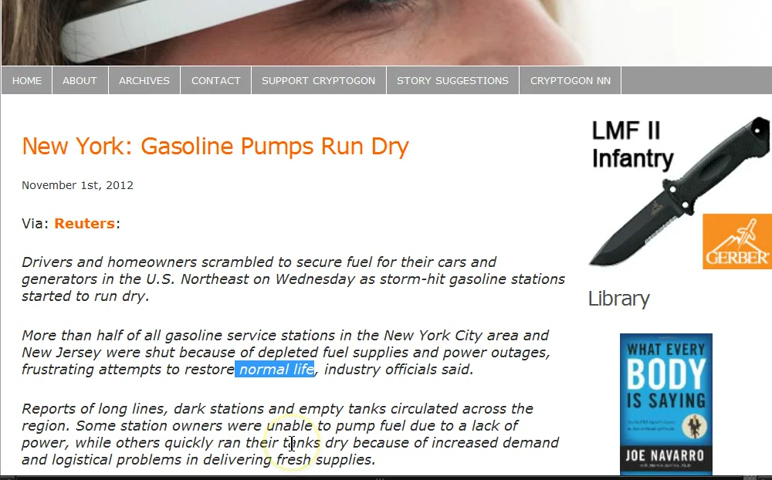 HOME ABOUT ARCHIVES CONTACT SUPPORT CRYPTOGON STORY SUGGESTIONS CRYPTOGON NN
New York: Gasoline Pumps Run Dry
November 1st, 2012
Via: Reuters:
Drivers and homeowners scrambled to secure fuel for their cars and
generators in the U.S. Northeast on Wednesday as storm-hit gasoline stations
started to run dry.
More than half of all gasoline service stations in the New York City area and
New Jersey were shut because of depleted fuel supplies and power outages,
frustrating attempts to restore normal life, industry officials said.
Reports of long lines, dark stations and empty tanks circulated across the
region. Some station owners were unable to pump fuel due to a lack of
power, while others quickly ran their tanks dry because of increased demand
and logistical problems in delivering fresh supplies.
LMF II
Infantry
GERBER
Library
WHAT EVERY
BODY
IS SAYING
JOE NAVARRO